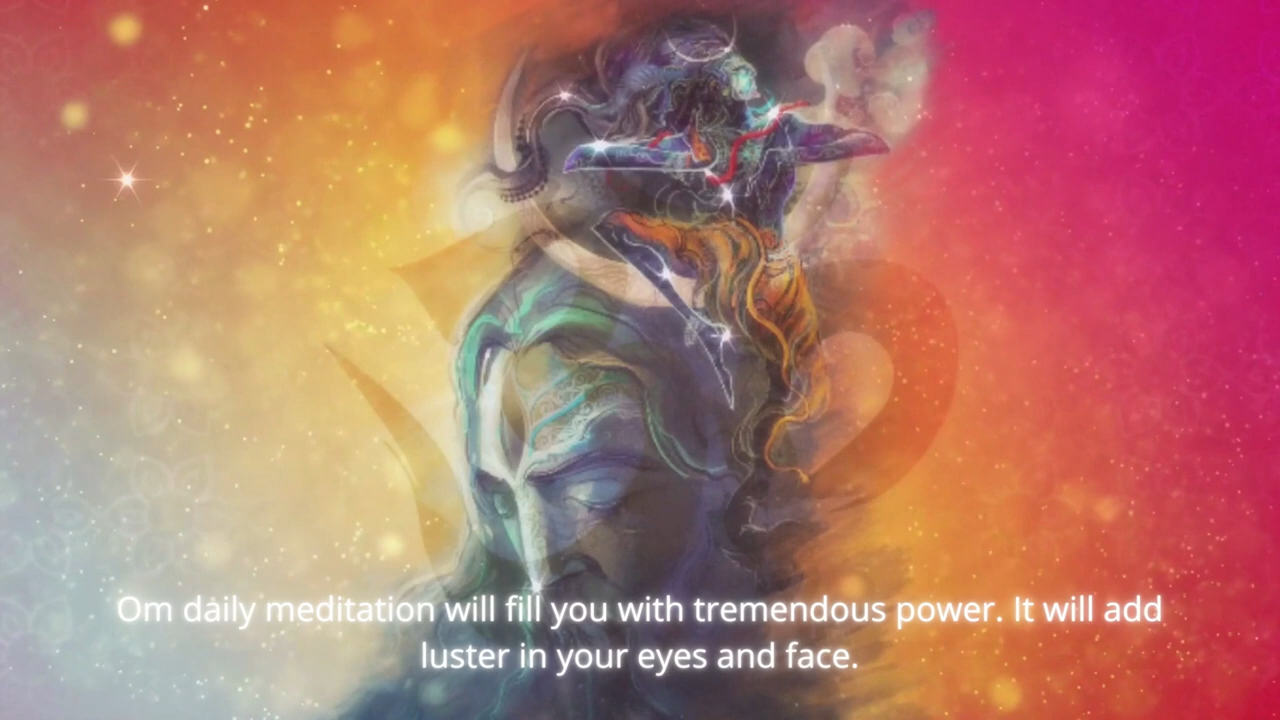 Om daily meditation will fill you with tremendous power. It will add
luster in your eyes and face.